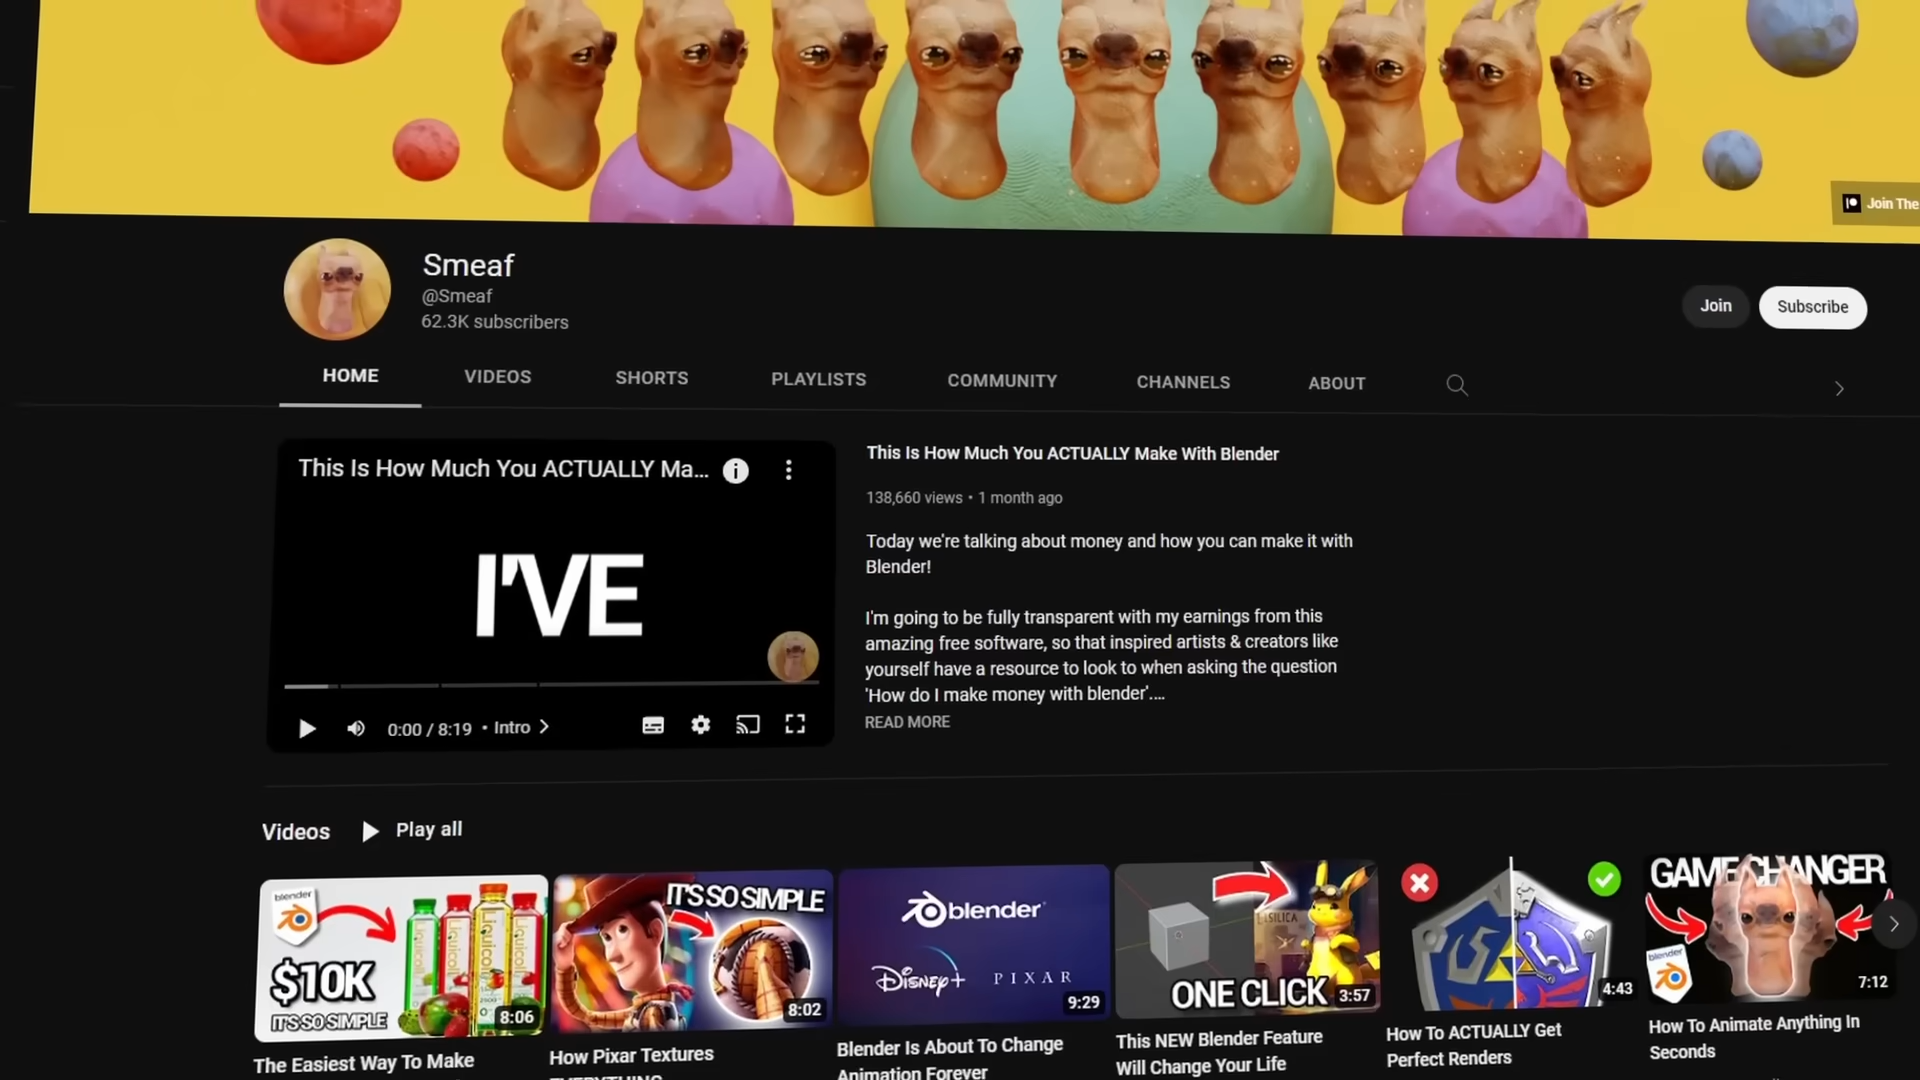 Join The
Smeaf
@Smeaf
62.3K subscribers
Join
Subscribe
HOME
VIDEOS
SHORTS
PLAYLISTS
COMMUNITY
CHANNELS
ABOUT
This Is How Much You ACTUALLY Ma...
I'VE
0:00 / 8:19 • Intro
This Is How Much You ACTUALLY Make With Blender
138,660 views • 1 month ago
Today we're talking about money and how you can make it with
Blender!
I'm going to be fully transparent with my earnings from this
amazing free software, so that inspired artists & creators like
yourself have a resource to look to when asking the question
'How do I make money with blender'....
READ MORE
Videos
Play all
blender
$10K
IT'S SO SIMPLE
8:06
The Easiest Way To Make
IT'S SO SIMPLE
8:02
How Pixar Textures
EVERYTHING
blender
Disney+
PIXAR
9:29
Blender Is About To Change
Animation Forever
ONE CLICK
3:57
This NEW Blender Feature
Will Change Your Life
4:43
How To ACTUALLY Get
Perfect Renders
GAME CHANGER
blender
7:12
How To Animate Anything In
Seconds